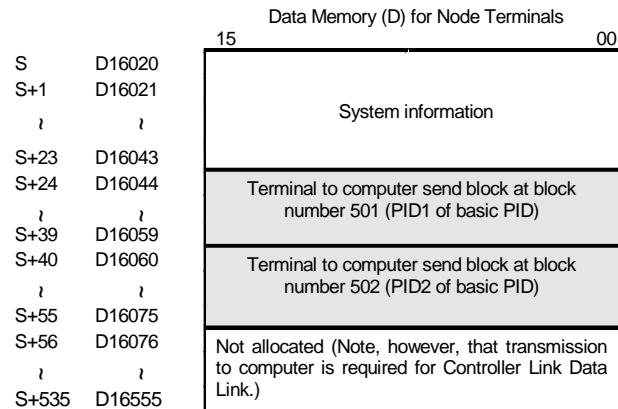 Data Memory (D) for Node Terminals
15 00
S D16020
S+1 D16021
≀ ≀
S+23 D16043
System information
S+24 D16044
≀ ≀
S+39 D16059
Terminal to computer send block at block
number 501 (PID1 of basic PID)
S+40 D16060
≀ ≀
S+55 D16075
Terminal to computer send block at block
number 502 (PID2 of basic PID)
S+56 D16076
≀ ≀
S+535 D16555
Not allocated (Note, however, that transmission
to computer is required for Controller Link Data
Link.)